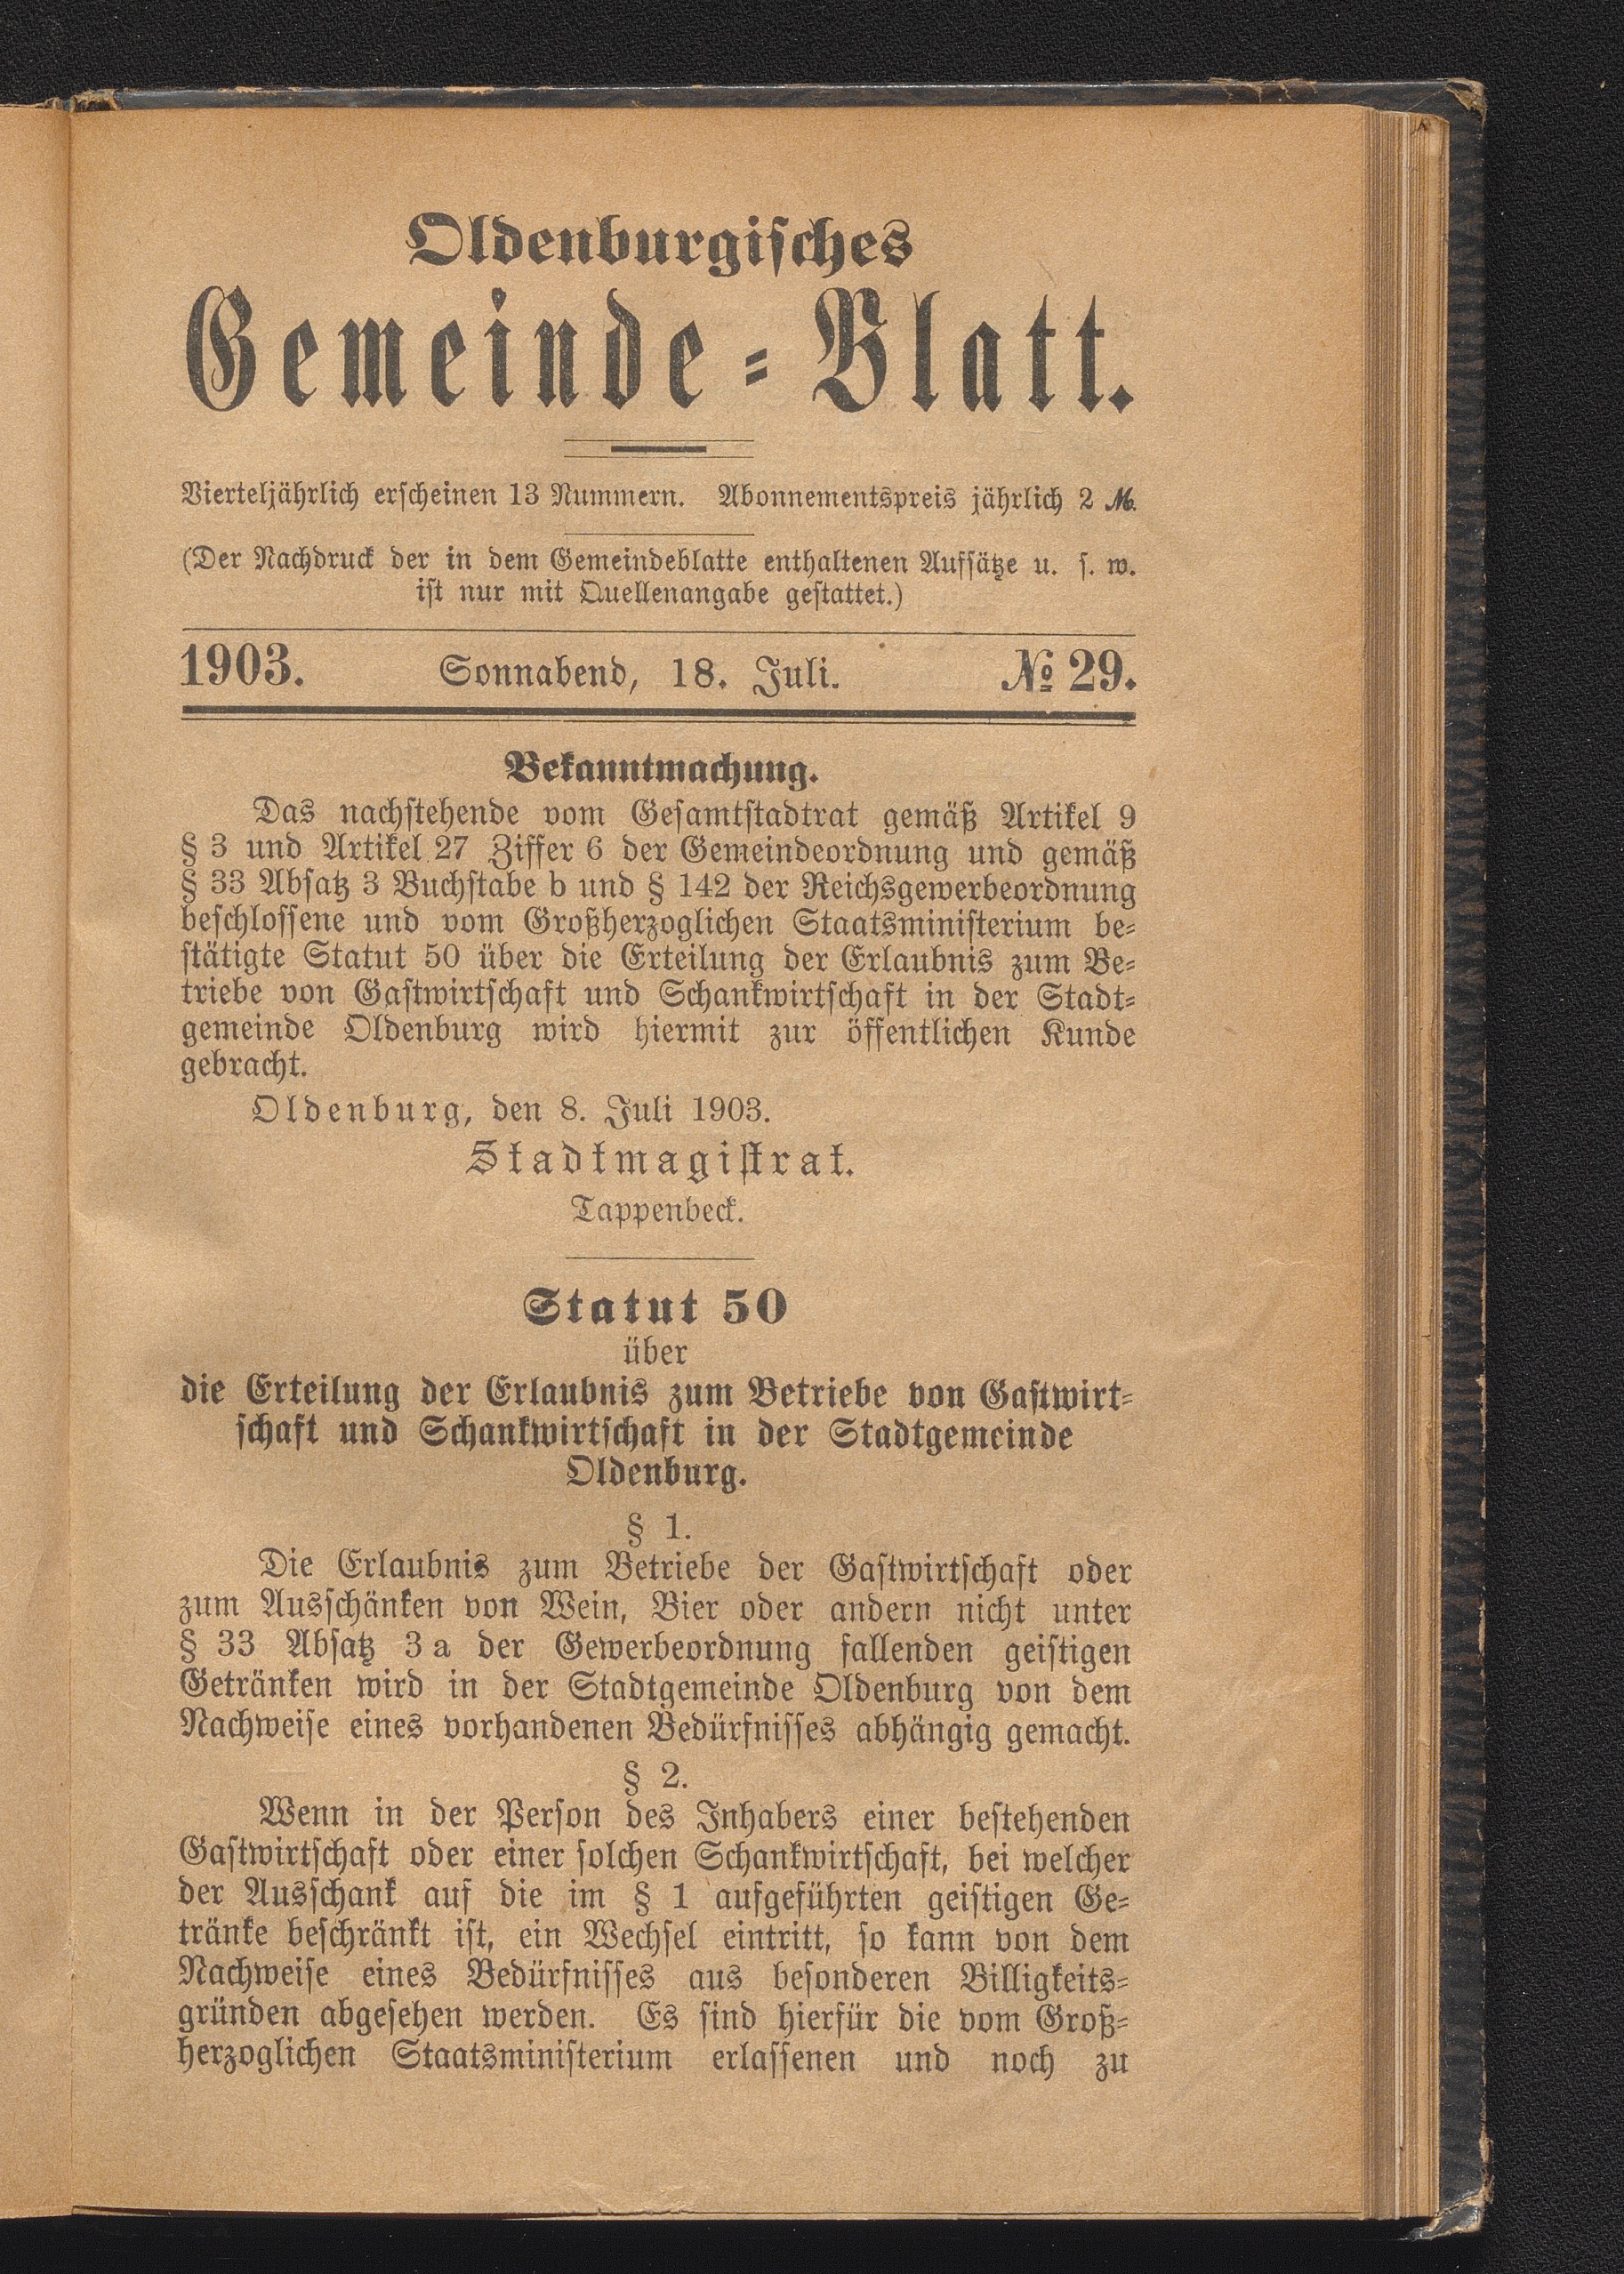 Oldenburgisches
Gemeinde-Blatt.
Vierteljährlich erscheinen 13 Nummern. Abonnementspreis jährlich 2 ℳ.
(Der Nachdruck der in dem Gemeindeblatte enthaltenen Aufsätze u. s. w.
ist nur mit Quellenangabe gestattet.)
1903. Sonnabend, 18. Juli. № 29.
Bekanntmachung.
Das nachstehende vom Gesamtstadtrat gemäß Artikel 9
§ 3 und Artikel 27 Ziffer 6 der Gemeindeordnung und gemäß
§ 33 Absatz 3 Buchstabe b und § 142 der Reichsgewerbeordnung
beschlossene und vom Großherzoglichen Staatsministerium be-
stätigte Statut 50 über die Erteilung der Erlaubnis zum Be-
triebe von Gastwirtschaft und Schankwirtschaft in der Stadt-
gemeinde Oldenburg wird hiermit zur öffentlichen Kunde
gebracht.
Oldenburg, den 8. Juli 1903.
Stadtmagistrat.
Tappenbeck.
Statut 50
über
die Erteilung der Erlaubnis zum Betriebe von Gastwirt-
schaft und Schankwirtschaft in der Stadtgemeinde
Oldenburg.
§ 1.
Die Erlaubnis zum Betriebe der Gastwirtschaft oder
zum Ausschänken von Wein, Bier oder andern nicht unter
§ 33 Absatz 3 a der Gewerbeordnung fallenden geistigen
Getränken wird in der Stadtgemeinde Oldenburg von dem
Nachweise eines vorhandenen Bedürfnisses abhängig gemacht.
§ 2.
Wenn in der Person des Inhabers einer bestehenden
Gastwirtschaft oder einer solchen Schankwirtschaft, bei welcher
der Ausschank auf die im § 1 aufgeführten geistigen Ge-
tränke beschränkt ist, ein Wechsel eintritt, so kann von dem
Nachweise eines Bedürfnisses aus besonderen Billigkeits-
gründen abgesehen werden. Es sind hierfür die vom Groß-
herzoglichen Staatsministerium erlassenen und noch zu